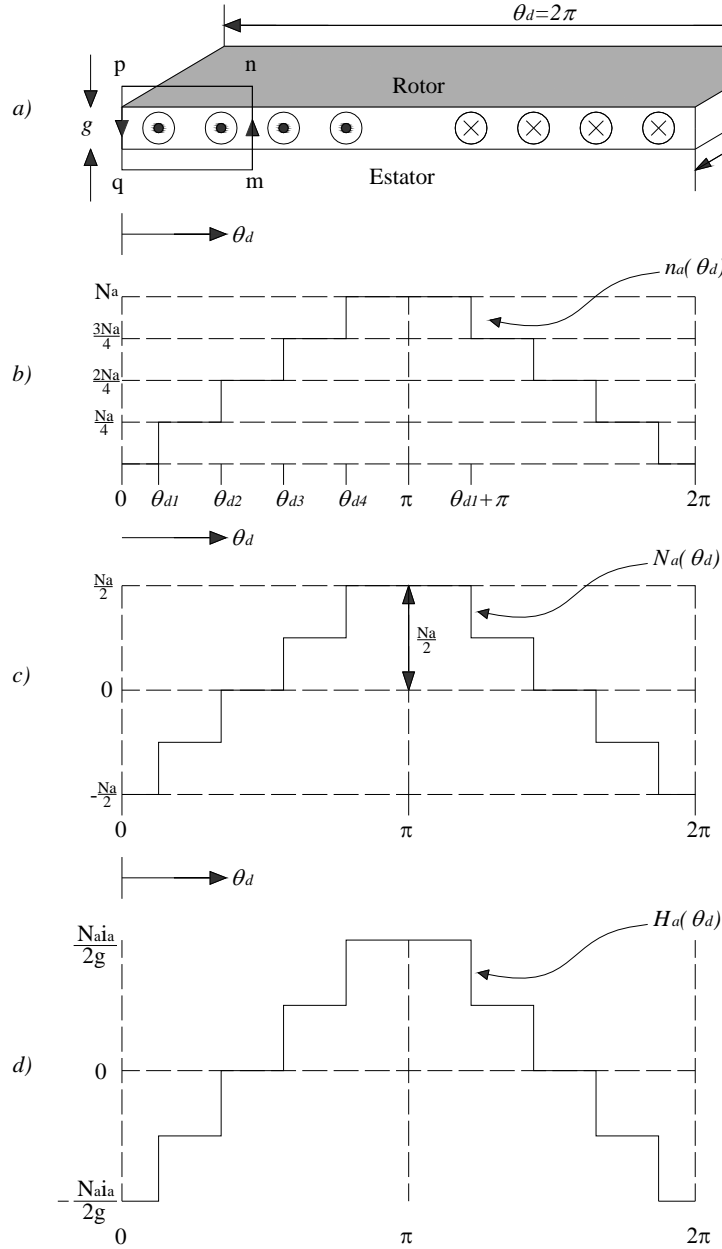 θd=2π
p
n
Rotor
a)
g
q
m
Estator
θd
Na
na(θd)
3Na/4
b)
2Na/4
Na/4
0 θd1 θd2 θd3 θd4 π θd1+π 2π
θd
Na(θd)
Na/2
Na/2
c)
0
-Na/2
0 π 2π
θd
Ha(θd)
Naia/2g
d)
0
-Naia/2g
0 π 2π